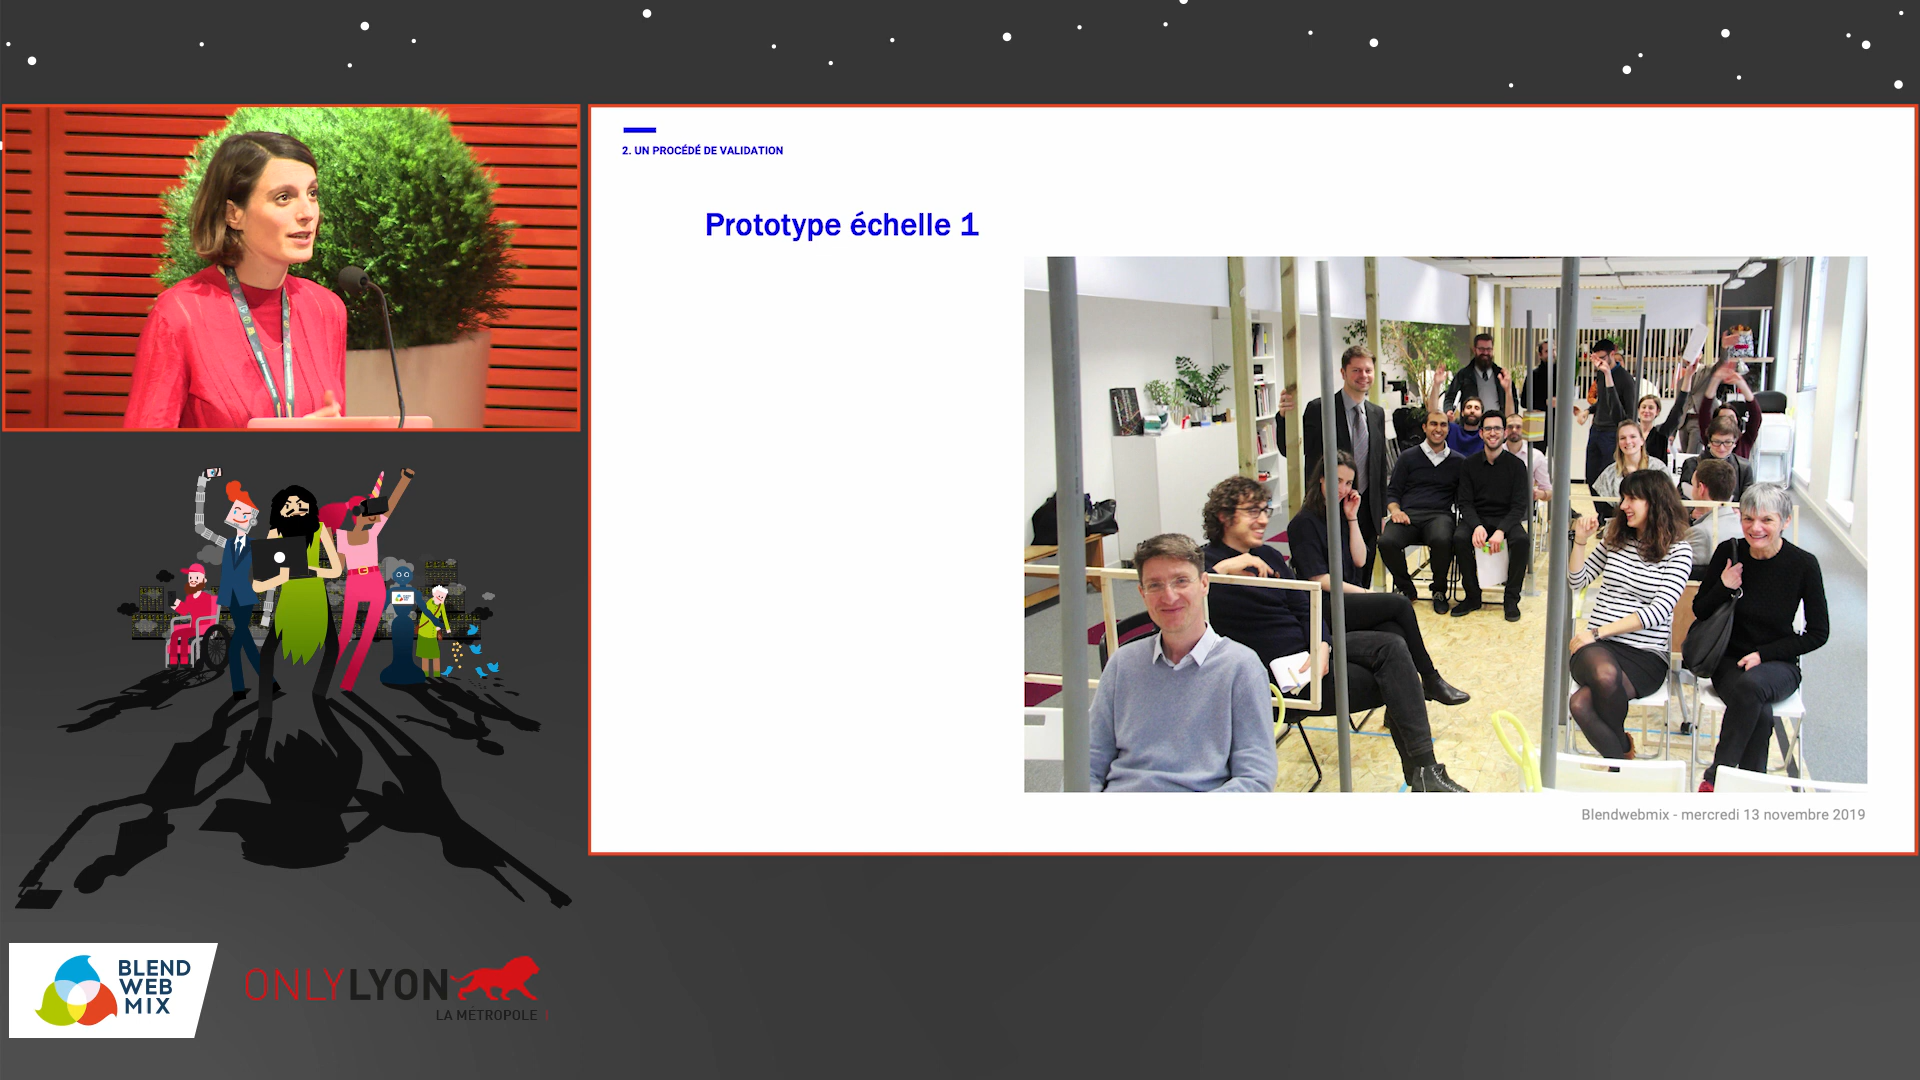 2. UN PROCÉDÉ DE VALIDATION
Prototype échelle 1
Blendwebmix - mercredi 13 novembre 2019
BLEND
WEB
MIX
ONLYLYON
LA MÉTROPOLE